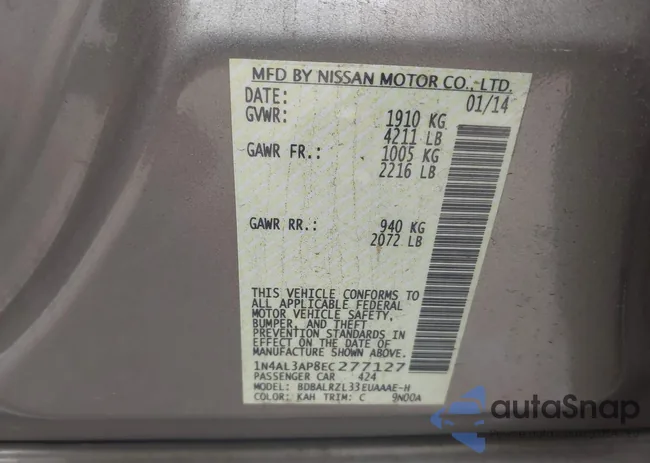 MFD BY NISSAN MOTOR CO., LTD.
DATE: 01/14
GVWR: 1910 KG
4211 LB
GAWR FR.: 1005 KG
2216 LB
GAWR RR.: 940 KG
2072 LB
THIS VEHICLE CONFORMS TO
ALL APPLICABLE FEDERAL
MOTOR VEHICLE SAFETY,
BUMPER, AND THEFT
PREVENTION STANDARDS IN
EFFECT ON THE DATE OF
MANUFACTURE SHOWN ABOVE.
1N4AL3AP8EC277127
PASSENGER CAR 424
MODEL: BDBALRZL33EUAAAE-H
COLOR: KAH TRIM: C 9N00A
autoSnap